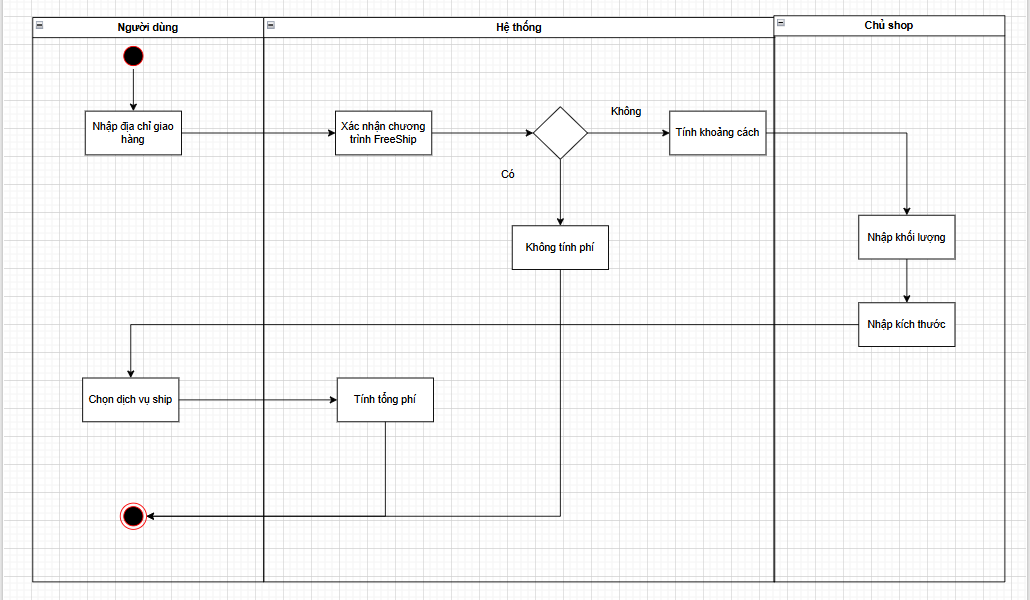 Người dùng
Hệ thống
Chủ shop
Nhập địa chỉ giao
hàng
Xác nhận chương
trình FreeShip
Không
Tính khoảng cách
Có
Nhập khối lượng
Không tính phí
Nhập kích thước
Chọn dịch vụ ship
Tính tổng phí